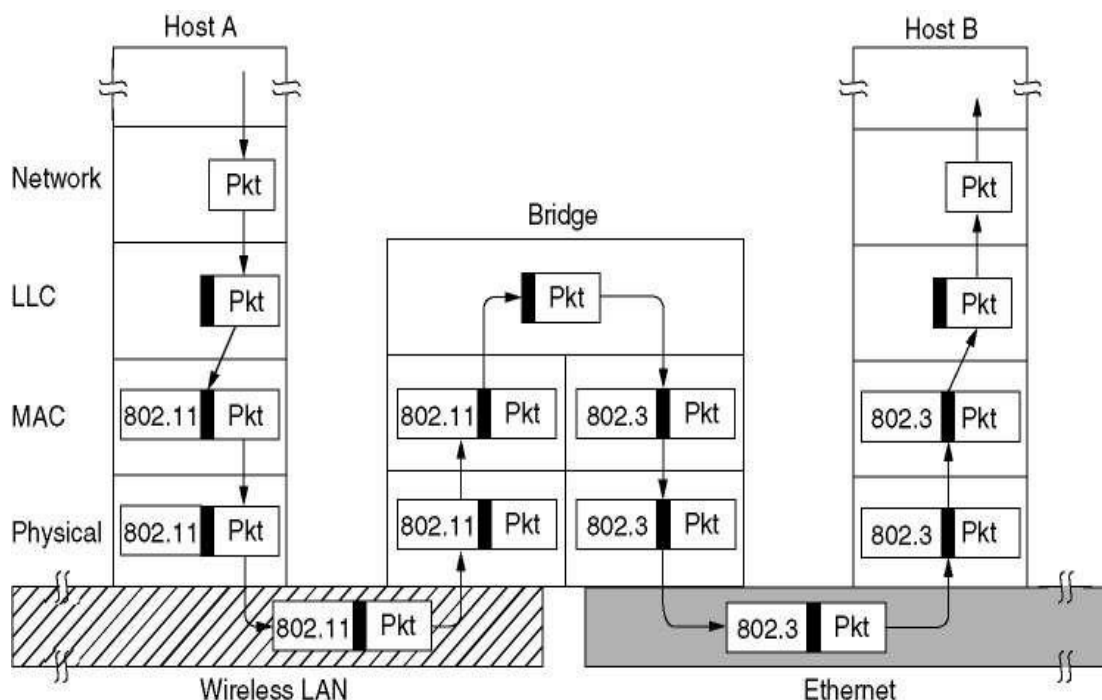 Host A
Host B
Network
Pkt
Pkt
Bridge
LLC
Pkt
Pkt
Pkt
MAC
802.11 Pkt
802.11 Pkt
802.3 Pkt
802.3 Pkt
Physical
802.11 Pkt
802.11 Pkt
802.3 Pkt
802.3 Pkt
802.11 Pkt
802.3 Pkt
Wireless LAN
Ethernet